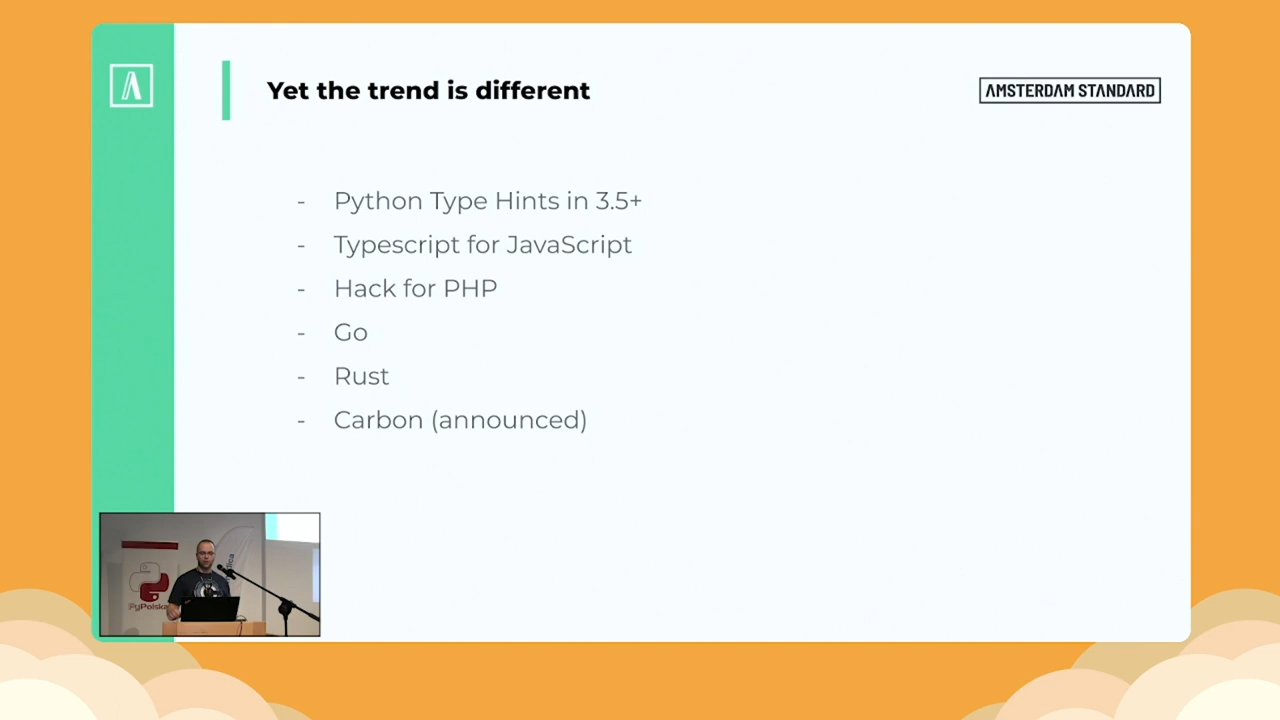 Yet the trend is different
AMSTERDAM STANDARD
- Python Type Hints in 3.5+
- Typescript for JavaScript
- Hack for PHP
- Go
- Rust
- Carbon (announced)
PyPolska